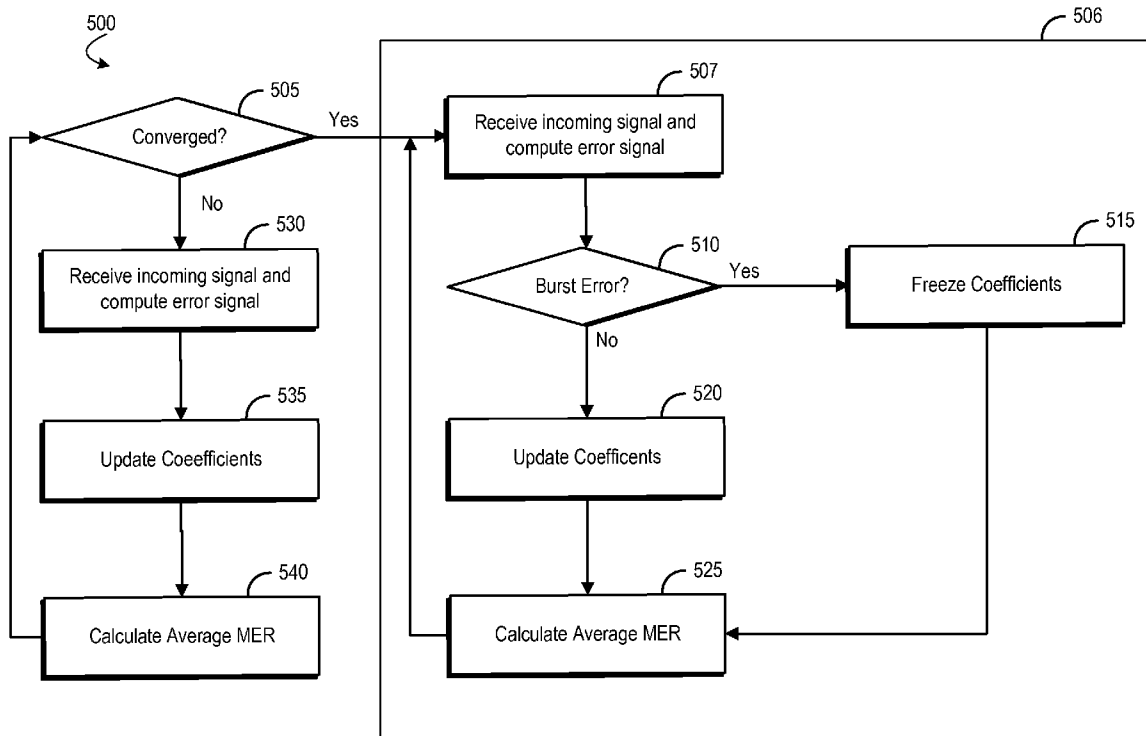 500
506
505
Converged?
Yes
No
507
Receive incoming signal and
compute error signal
530
Receive incoming signal and
compute error signal
510
Burst Error?
Yes
No
515
Freeze Coefficients
535
Update Coeefficients
520
Update Coefficents
540
Calculate Average MER
525
Calculate Average MER